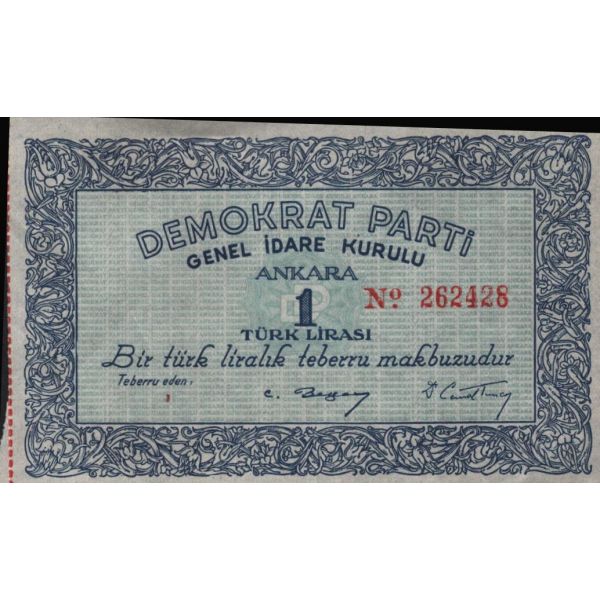 DEMOKRAT PARTİ
GENEL İDARE KURULU
ANKARA
1
No 262428
TÜRK LİRASI
Bir türk liralık teberru makbuzudur
Teberru eden: